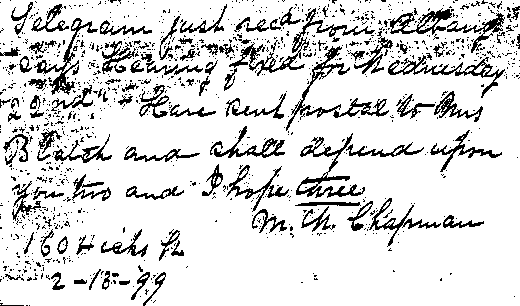 Telegram just recd from Albany
says Hearing fixed for Wednesday
22nd". Have sent postal to Mrs
Blatch and shall depend upon
you two and I hope three
M. H. Chapman
160 Hicks St
2-18-99